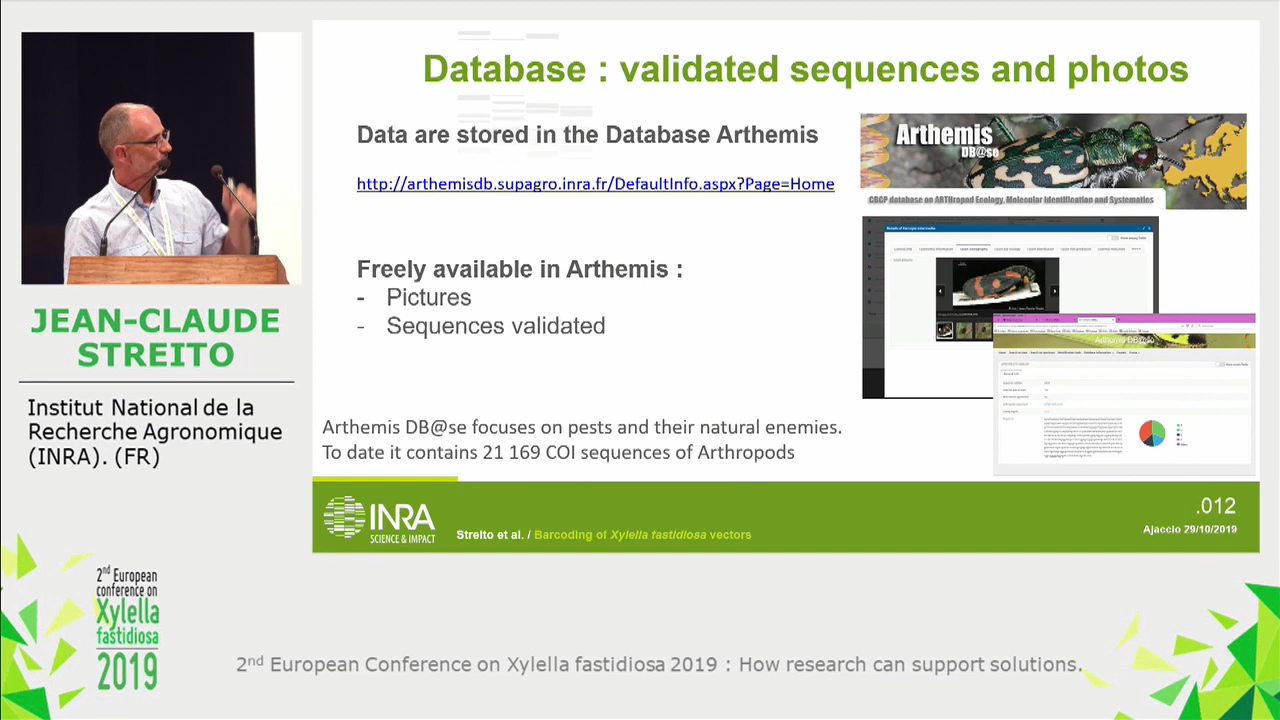 Database : validated sequences and photos
Data are stored in the Database Arthemis
http://arthemisdb.supagro.inra.fr/DefaultInfo.aspx?Page=Home
Freely available in Arthemis :
- Pictures
- Sequences validated
focuses on pests and their natural enemies.
21 169 COI sequences of Arthropods
Arthemis
DB@se
CBGP database on ARTHropod Ecology, Molecular Identification and Systematics
Arthemis DB@se
INRA
SCIENCE & IMPACT
Streito et al. / Barcoding of Xylella fastidiosa vectors
.012
Ajaccio 29/10/2019
JEAN-CLAUDE
STREITO
Institut National de la
Recherche Agronomique
(INRA). (FR)
2nd European
conference on
Xylella
fastidiosa
2019
2nd European Conference on Xylella fastidiosa 2019 : How research can support solutions.